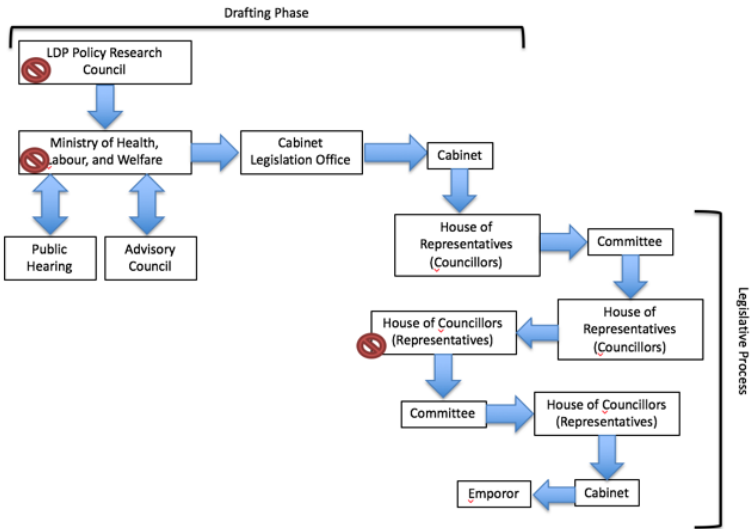 Drafting Phase
LDP Policy Research
Council
Ministry of Health,
Labour, and Welfare
Cabinet
Legislation Office
Cabinet
Public
Hearing
Advisory
Council
House of
Representatives
(Councillors)
Committee
House of
Representatives
(Councillors)
House of Councillors
(Representatives)
Committee
House of Councillors
(Representatives)
Cabinet
Emporor
Legislative Process